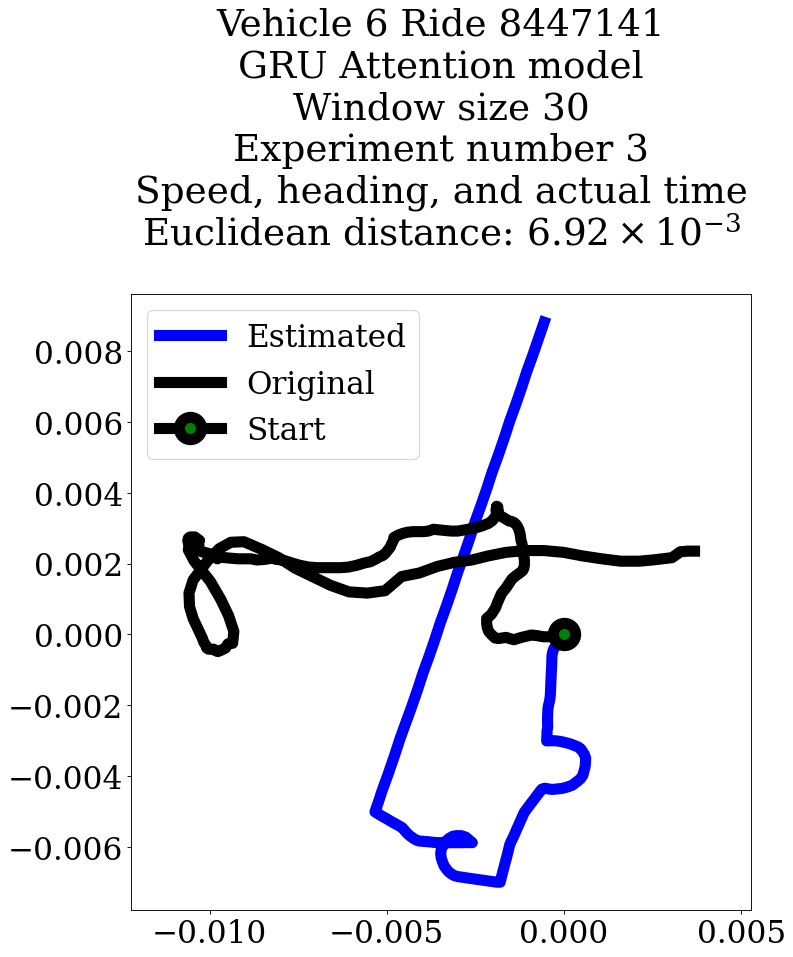 Vehicle 6 Ride 8447141
GRU Attention model
Window size 30
Experiment number 3
Speed, heading, and actual time
Euclidean distance: 6.92 × 10⁻³
Estimated
Original
Start
0.008
0.006
0.004
0.002
0.000
−0.002
−0.004
−0.006
−0.010
−0.005
0.000
0.005